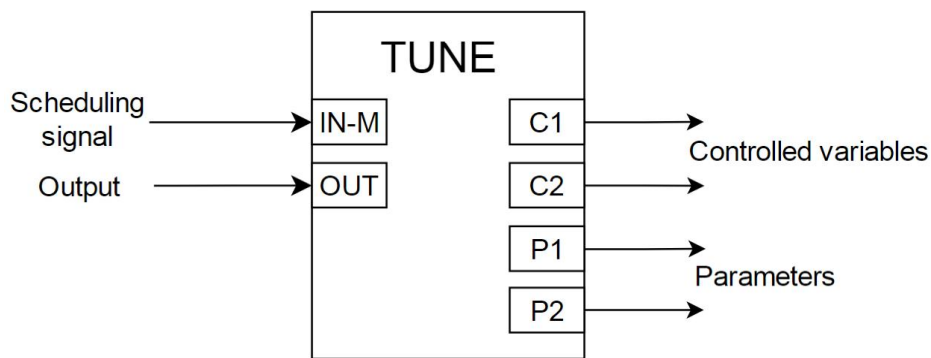 TUNE
Scheduling
signal
IN-M
C1
Controlled variables
Output
OUT
C2
P1
Parameters
P2